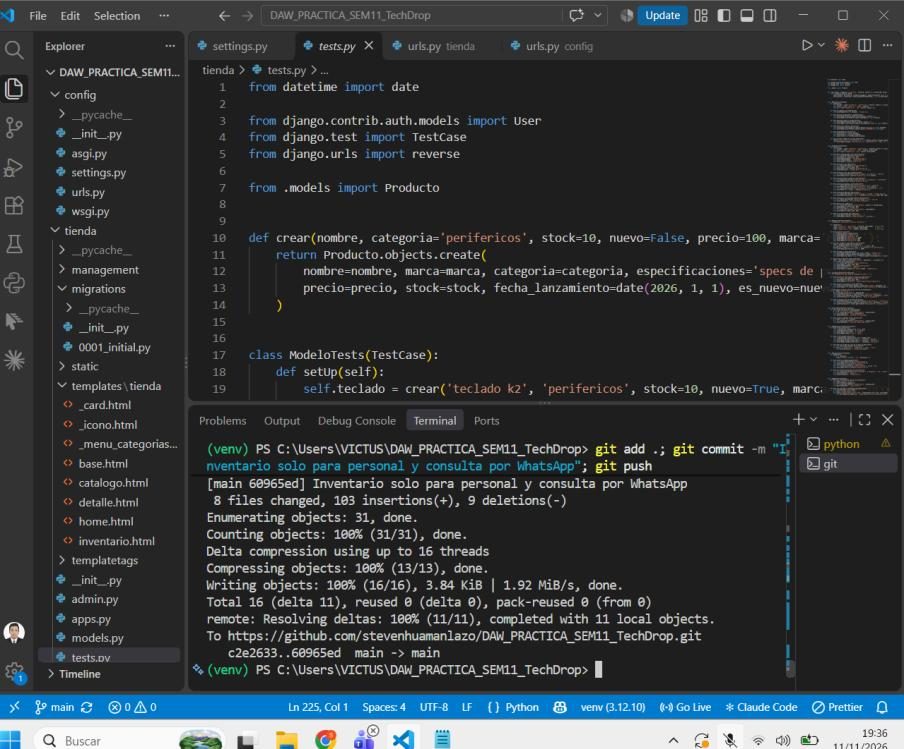 File Edit Selection ··· DAW_PRACTICA_SEM11_TechDrop Update
Explorer ···
DAW_PRACTICA_SEM11...
config
__pycache__
__init__.py
asgi.py
settings.py
urls.py
wsgi.py
tienda
__pycache__
management
migrations
__pycache__
__init__.py
0001_initial.py
static
templates\tienda
_card.html
_icono.html
_menu_categorias...
base.html
catalogo.html
detalle.html
home.html
inventario.html
templatetags
__init__.py
admin.py
apps.py
models.py
tests.py
Timeline
settings.py tests.py urls.py tienda urls.py config
tienda > tests.py > ...
1 from datetime import date
2
3 from django.contrib.auth.models import User
4 from django.test import TestCase
5 from django.urls import reverse
6
7 from .models import Producto
8
9
10 def crear(nombre, categoria='perifericos', stock=10, nuevo=False, precio=100, marca=
11 return Producto.objects.create(
12 nombre=nombre, marca=marca, categoria=categoria, especificaciones='specs de
13 precio=precio, stock=stock, fecha_lanzamiento=date(2026, 1, 1), es_nuevo=nue
14 )
15
16
17 class ModeloTests(TestCase):
18 def setUp(self):
19 self.teclado = crear('teclado k2', 'perifericos', stock=10, nuevo=True, marca
Problems Output Debug Console Terminal Ports
(venv) PS C:\Users\VICTUS\DAW_PRACTICA_SEM11_TechDrop> git add .; git commit -m "I
nventario solo para personal y consulta por WhatsApp"; git push
[main 60965ed] Inventario solo para personal y consulta por WhatsApp
8 files changed, 103 insertions(+), 9 deletions(-)
Enumerating objects: 31, done.
Counting objects: 100% (31/31), done.
Delta compression using up to 16 threads
Compressing objects: 100% (13/13), done.
Writing objects: 100% (16/16), 3.84 KiB | 1.92 MiB/s, done.
Total 16 (delta 11), reused 0 (delta 0), pack-reused 0 (from 0)
remote: Resolving deltas: 100% (11/11), completed with 11 local objects.
To https://github.com/stevenhuamanlazo/DAW_PRACTICA_SEM11_TechDrop.git
c2e2633..60965ed main -> main
(venv) PS C:\Users\VICTUS\DAW_PRACTICA_SEM11_TechDrop>
python
git
1
main 0 0 Ln 225, Col 1 Spaces: 4 UTF-8 LF {} Python venv (3.12.10) Go Live Claude Code Prettier
Buscar
19:36
11/11/2026